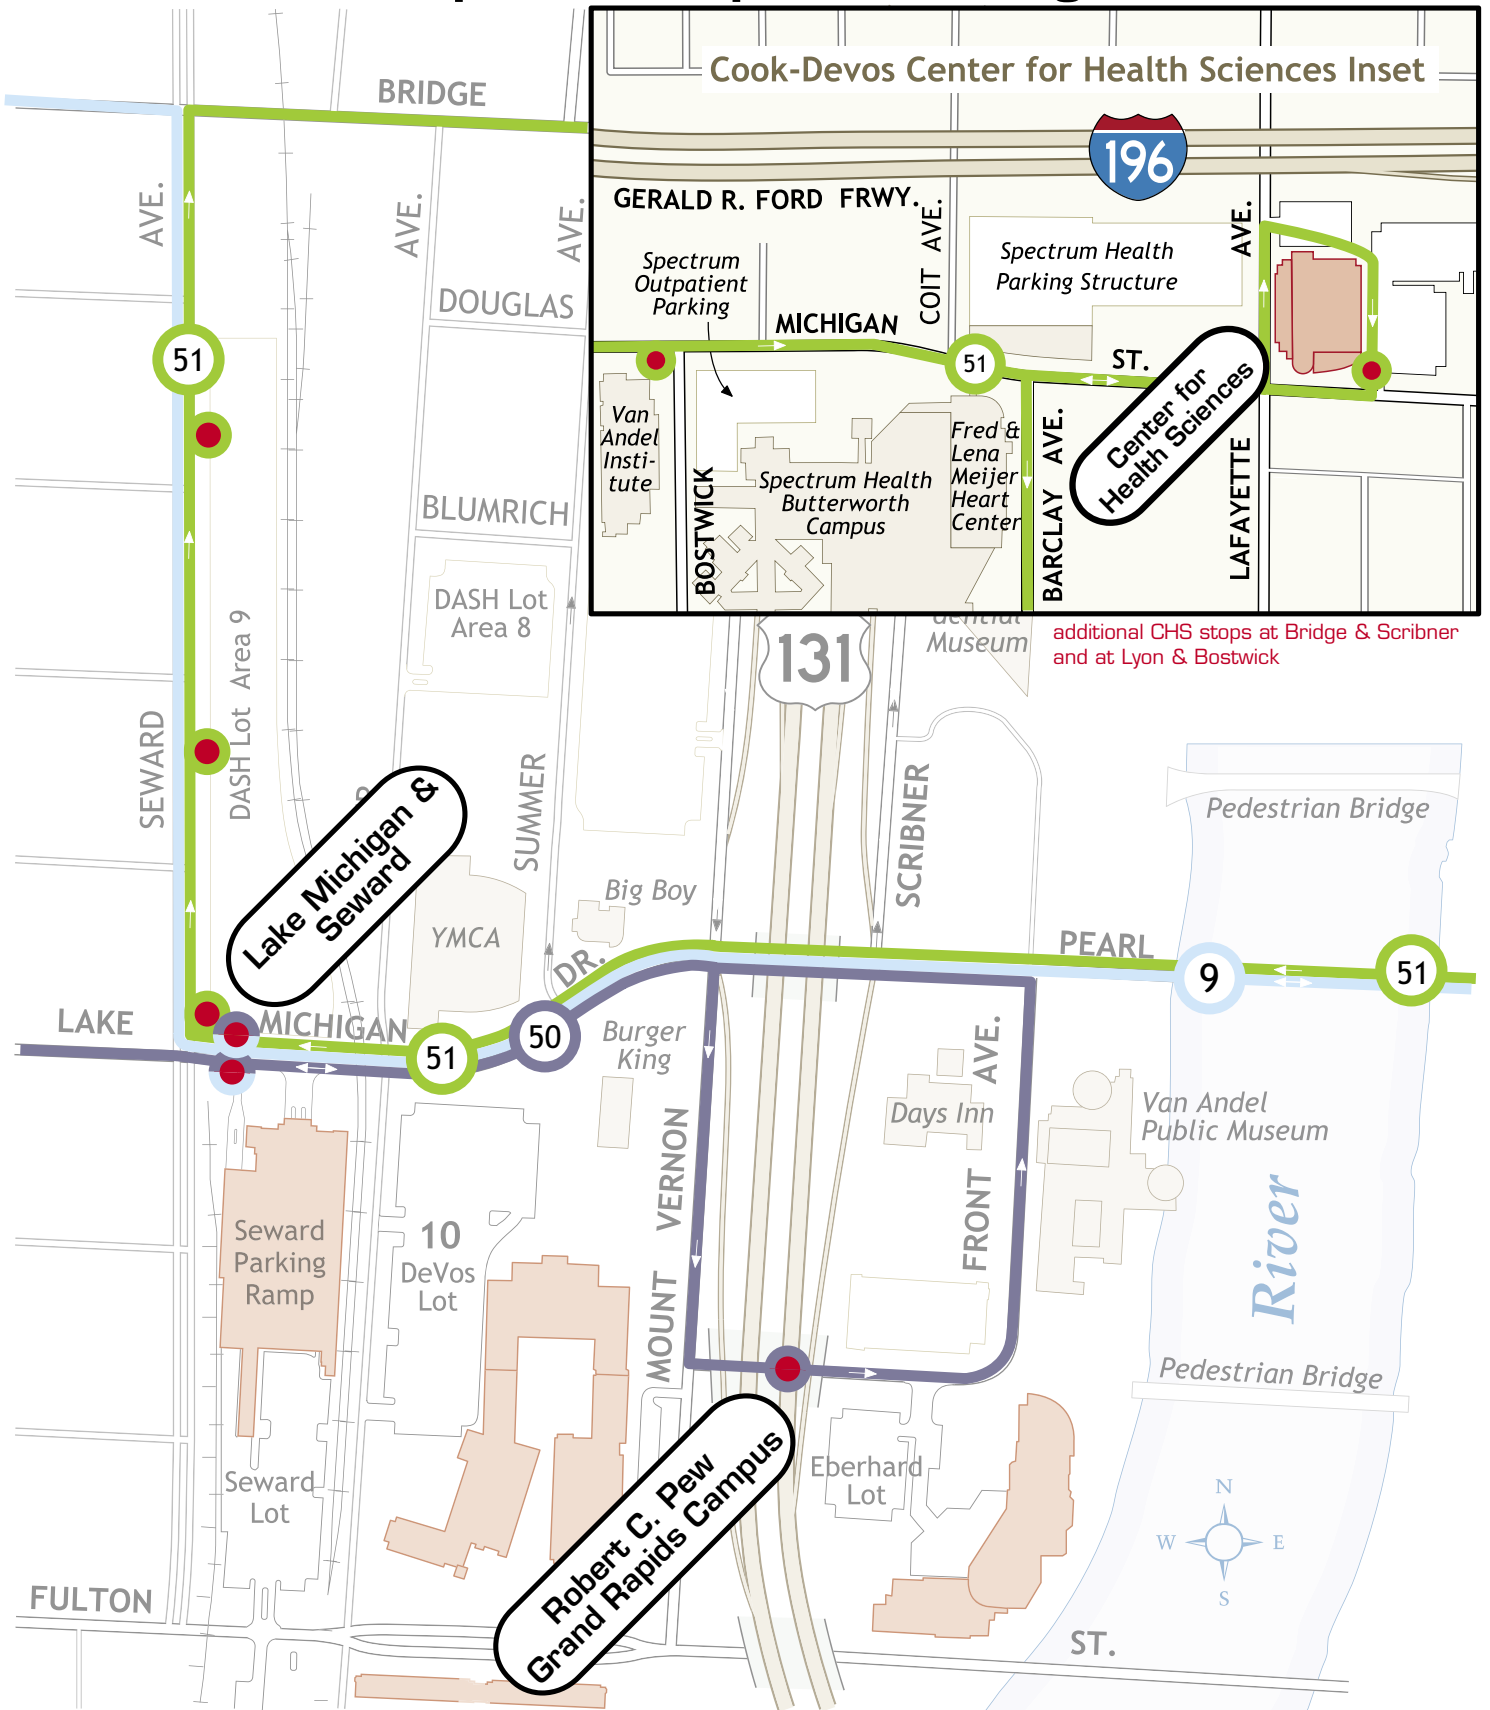 Cook-Devos Center for Health Sciences Inset
BRIDGE
196
GERALD R. FORD FRWY.
AVE.
AVE.
AVE.
COIT AVE.
AVE.
Spectrum
Outpatient
Parking
Spectrum Health
Parking Structure
DOUGLAS
MICHIGAN
ST.
51
51
Center for
Health Sciences
Van
Andel
Insti-
tute
BOSTWICK
Spectrum Health
Butterworth
Campus
Fred &
Lena
Meijer
Heart
Center
BARCLAY AVE.
LAFAYETTE
BLUMRICH
DASH Lot
Area 8
DASH Lot Area 9
131
Museum
additional CHS stops at Bridge & Scribner
and at Lyon & Bostwick
SEWARD
SUMMER
SCRIBNER
Pedestrian Bridge
Lake Michigan &
Seward
Big Boy
YMCA
DR.
PEARL
9
51
LAKE
MICHIGAN
51
50
Burger
King
AVE.
Days Inn
Van Andel
Public Museum
MOUNT VERNON
FRONT
River
Seward
Parking
Ramp
10
DeVos
Lot
Pedestrian Bridge
Robert C. Pew
Grand Rapids Campus
Eberhard
Lot
Seward
Lot
N
W E
S
FULTON
ST.